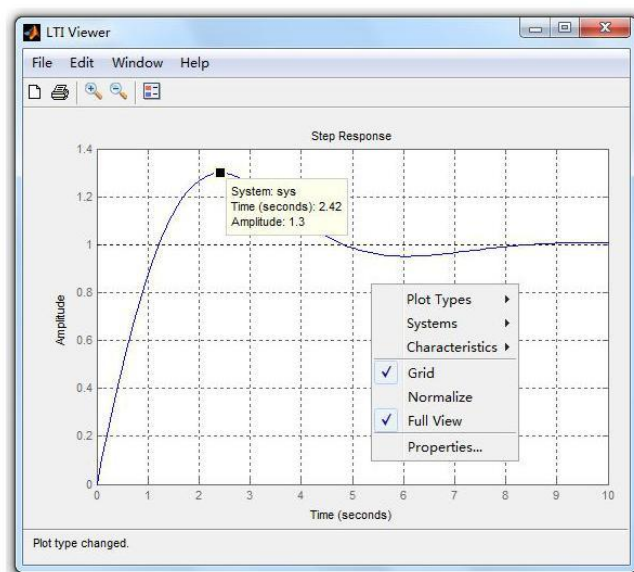 LTI Viewer
File Edit Window Help
Step Response
1.4
1.2
1
0.8
0.6
0.4
0.2
0
Amplitude
System: sys
Time (seconds): 2.42
Amplitude: 1.3
Plot Types
Systems
Characteristics
Grid
Normalize
Full View
Properties...
0 1 2 3 4 5 6 7 8 9 10
Time (seconds)
Plot type changed.